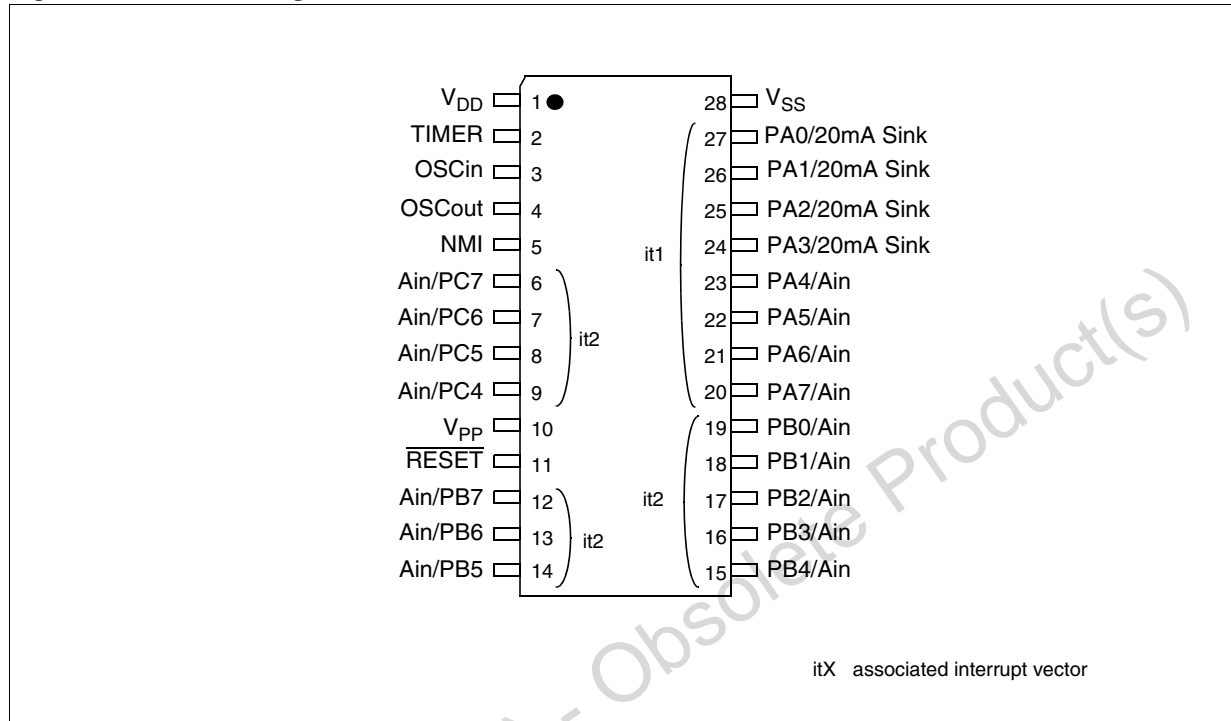 VDD 1 28 VSS
TIMER 2 27 PA0/20mA Sink
OSCin 3 26 PA1/20mA Sink
OSCout 4 25 PA2/20mA Sink
NMI 5 it1 24 PA3/20mA Sink
Ain/PC7 6 23 PA4/Ain
Ain/PC6 7 it2 22 PA5/Ain
Ain/PC5 8 21 PA6/Ain
Ain/PC4 9 20 PA7/Ain
VPP 10 19 PB0/Ain
RESET 11 18 PB1/Ain
Ain/PB7 12 it2 17 PB2/Ain
Ain/PB6 13 it2 16 PB3/Ain
Ain/PB5 14 15 PB4/Ain
itX associated interrupt vector
- Obsolete Product(s)